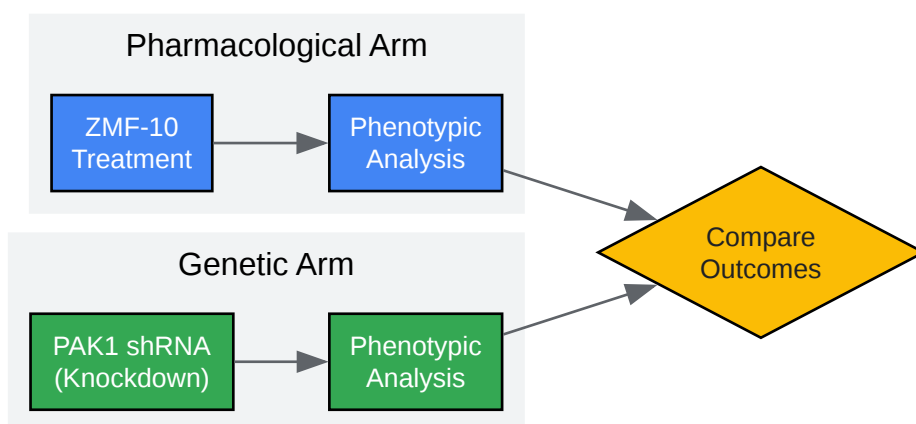 Pharmacological Arm
ZMF-10
Treatment
Phenotypic
Analysis
Genetic Arm
PAK1 shRNA
(Knockdown)
Phenotypic
Analysis
Compare
Outcomes